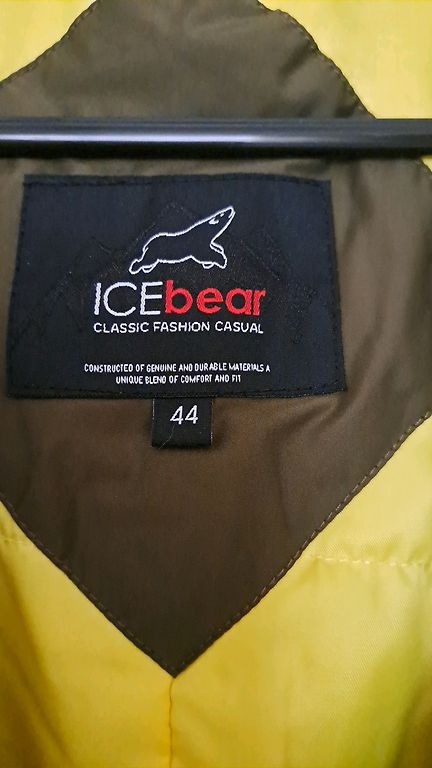 ICEbear
CLASSIC FASHION CASUAL
CONSTRUCTED OF GENUINE AND DURABLE MATERIALS A
UNIQUE BLEND OF COMFORT AND FIT
44